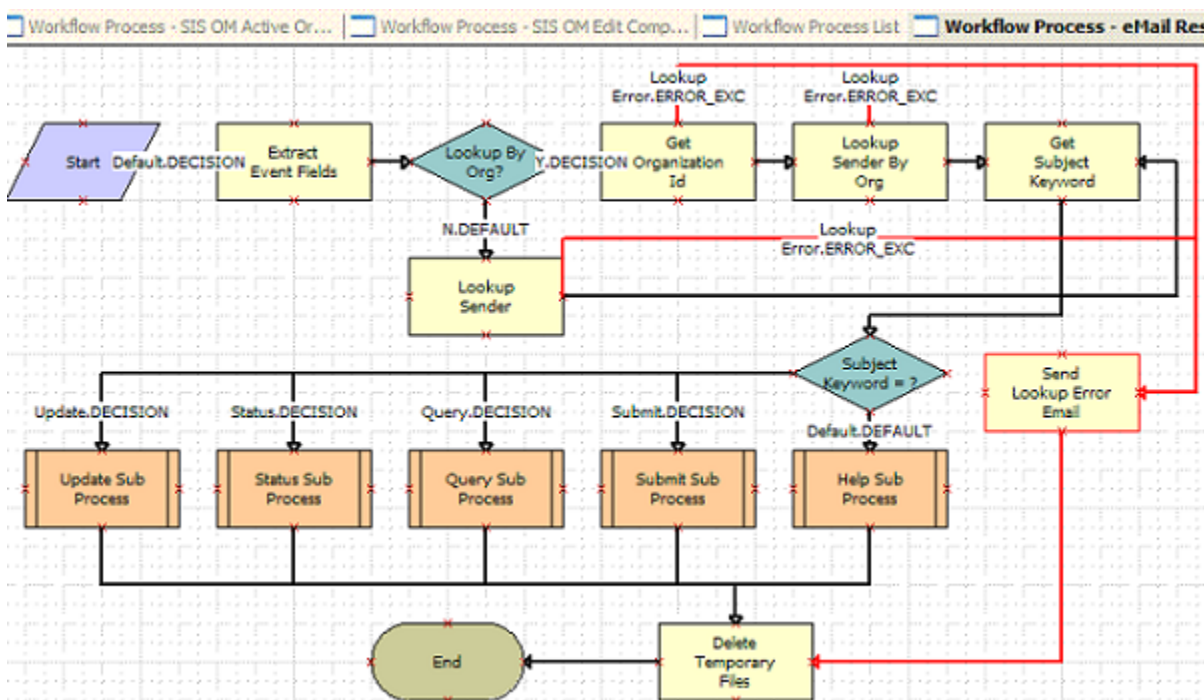 Workflow Process - SIS OM Active Or...
Workflow Process - SIS OM Edit Comp...
Workflow Process List
Workflow Process - eMail Res
Lookup
Error.ERROR_EXC
Lookup
Error.ERROR_EXC
Start
Default.DECISION
Extract
Event Fields
Lookup By
Org?
Y.DECISION
Get
Organization
Id
Lookup
Sender By
Org
Get
Subject
Keyword
N.DEFAULT
Lookup
Error.ERROR_EXC
Lookup
Sender
Subject
Keyword = ?
Send
Lookup Error
Email
Update.DECISION
Status.DECISION
Query.DECISION
Submit.DECISION
Default.DEFAULT
Update Sub
Process
Status Sub
Process
Query Sub
Process
Submit Sub
Process
Help Sub
Process
End
Delete
Temporary
Files